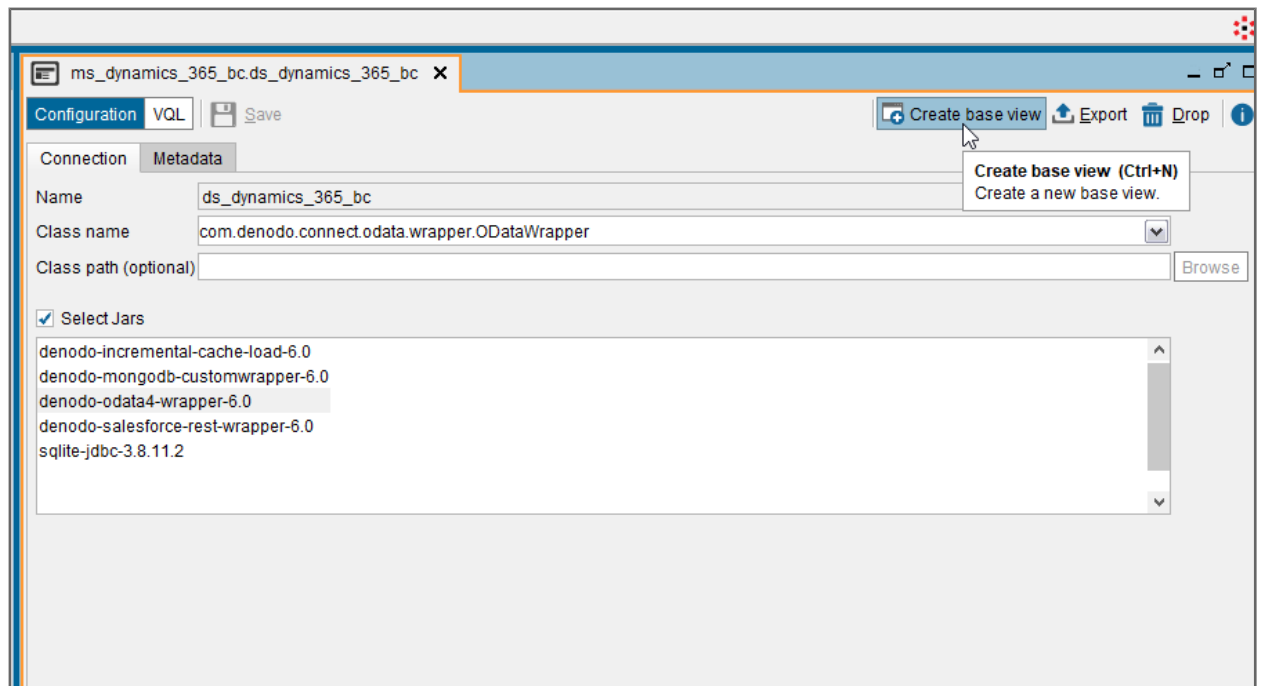 ms_dynamics_365_bc.ds_dynamics_365_bc
Configuration VQL Save Create base view Export Drop
Connection Metadata
Create base view (Ctrl+N)
Create a new base view.
Name ds_dynamics_365_bc
Class name com.denodo.connect.odata.wrapper.ODataWrapper
Class path (optional) Browse
Select Jars
denodo-incremental-cache-load-6.0
denodo-mongodb-customwrapper-6.0
denodo-odata4-wrapper-6.0
denodo-salesforce-rest-wrapper-6.0
sqlite-jdbc-3.8.11.2